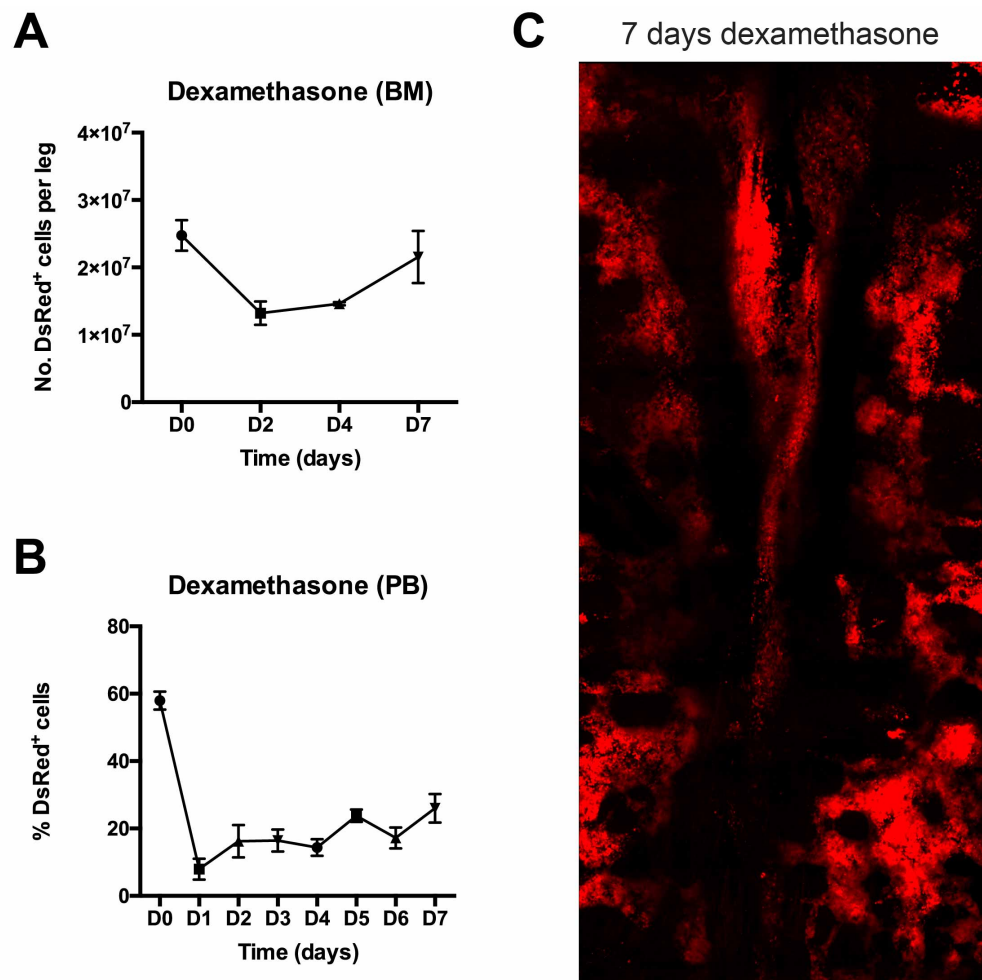 A
Dexamethasone (BM)
No. DsRed⁺ cells per leg
4×10⁷
3×10⁷
2×10⁷
1×10⁷
0
D0 D2 D4 D7
Time (days)
B
Dexamethasone (PB)
% DsRed⁺ cells
80
60
40
20
0
D0 D1 D2 D3 D4 D5 D6 D7
Time (days)
C
7 days dexamethasone